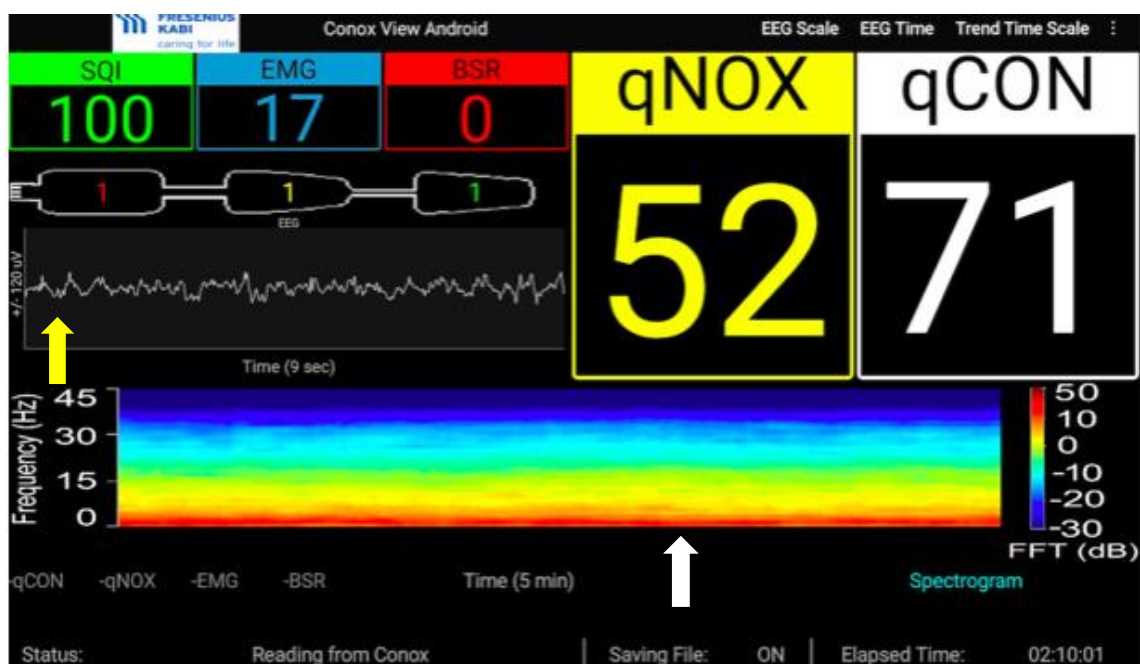 FRESENIUS
KABI
caring for life
Conox View Android
EEG Scale EEG Time Trend Time Scale
SQI EMG BSR
100 17 0
qNOX qCON
52 71
1 1 1
EEG
+/- 120 uV
Time (9 sec)
Frequency (Hz)
45
30
15
0
50
10
0
-10
-20
-30
FFT (dB)
-qCON -qNOX -EMG -BSR Time (5 min) Spectrogram
Status: Reading from Conox Saving File: ON Elapsed Time: 02:10:01